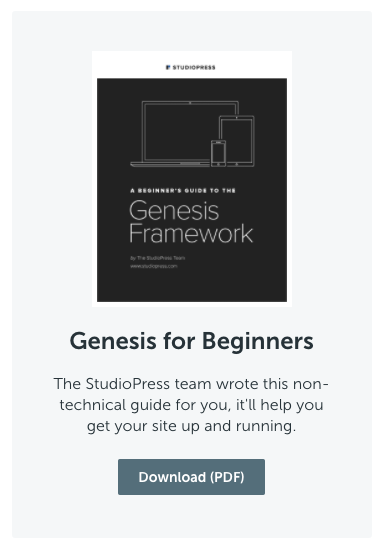 STUDIOPRESS
A BEGINNER'S GUIDE TO THE
Genesis
Framework
By The StudioPress Team
www.studiopress.com
Genesis for Beginners
The StudioPress team wrote this non-
technical guide for you, it'll help you
get your site up and running.
Download (PDF)